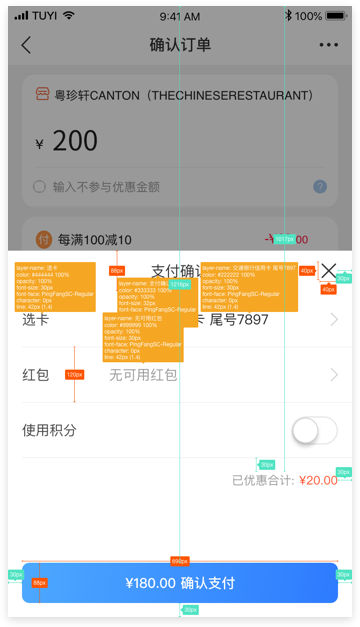 TUYI
9:41 AM
100%
确认订单
粤珍轩CANTON（THECHINESERESTAURANT）
¥ 200
输入不参与优惠金额
?
付
每满100减10
1017px
layer-name: 选卡
color: #444444 100%
opacity: 100%
font-size: 30px
font-face: PingFangSC-Regular
character: 0px
line: 42px (1.4)
88px
支付确认
layer-name: 交通银行信用卡 尾号7897
color: #222222 100%
opacity: 100%
font-size: 30px
font-face: PingFangSC-Regular
character: 0px
line: 42px (1.4)
40px
30px
40px
color: #333333 100%
opacity: 100%
font-size: 32px
font-face: PingFangSC-Regular
1216px
选卡
卡 尾号7897
layer-name: 无可用红包
color: #999999 100%
opacity: 100%
font-size: 30px
font-face: PingFangSC-Regular
character: 0px
line: 42px (1.4)
红包
120px
无可用红包
使用积分
30px
30px
已优惠合计: ¥20.00
690px
30px
30px
88px
¥180.00 确认支付
30px